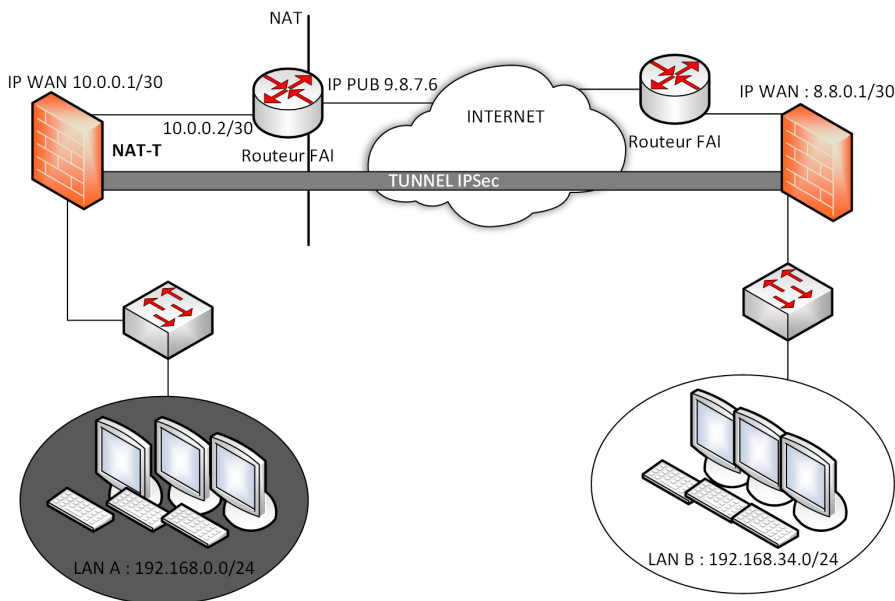 NAT
IP WAN 10.0.0.1/30
IP PUB 9.8.7.6
IP WAN : 8.8.0.1/30
INTERNET
10.0.0.2/30
NAT-T
Routeur FAI
Routeur FAI
TUNNEL IPSec
LAN A : 192.168.0.0/24
LAN B : 192.168.34.0/24